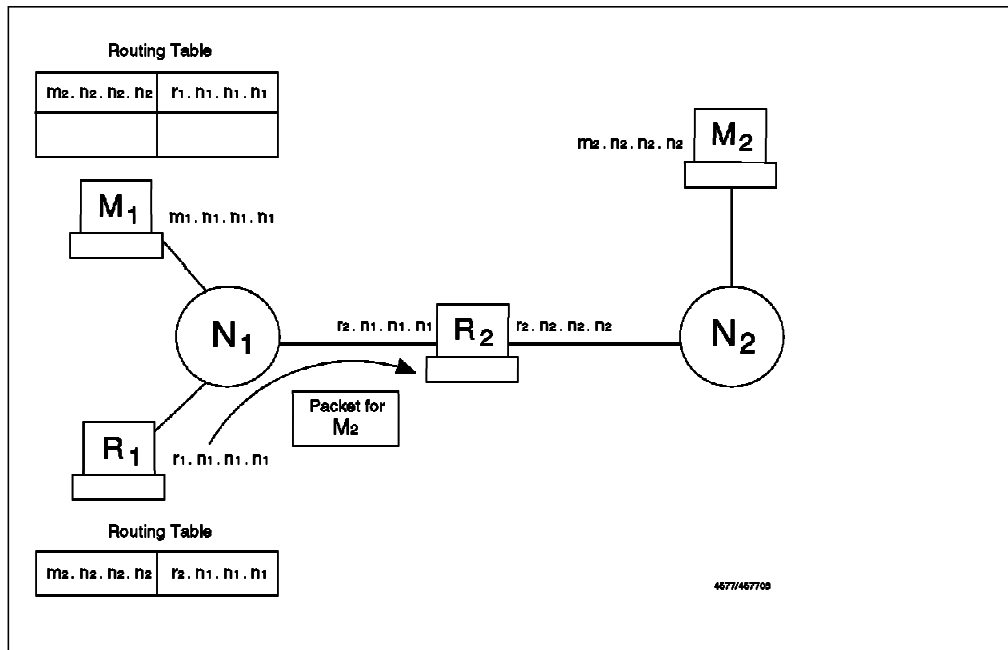 Routing Table
m₂. n₂. n₂. n₂ r₁. n₁. n₁. n₁
M₂
m₂. n₂. n₂. n₂
M₁
m₁. n₁. n₁. n₁
N₁
r₂. n₁. n₁. n₁
R₂
r₂. n₂. n₂. n₂
N₂
Packet for
M₂
R₁
r₁. n₁. n₁. n₁
Routing Table
m₂. n₂. n₂. n₂ r₂. n₁. n₁. n₁